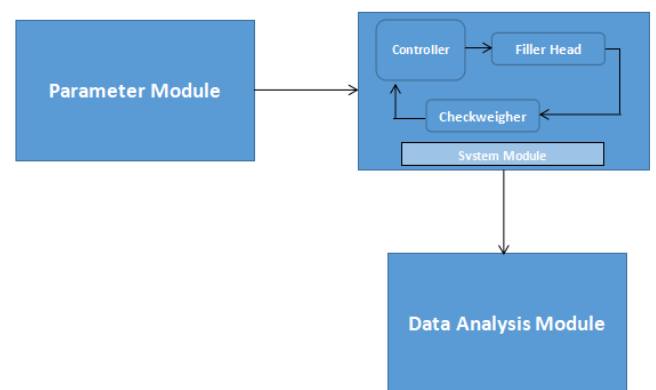 Parameter Module
Controller
Filler Head
Checkweigher
System Module
Data Analysis Module